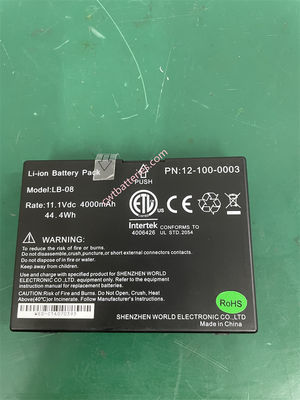 PUSH
Li-ion Battery Pack
PN:12-100-0003
Model:LB-08
Rate:11.1Vdc 4000mAh
44.4Wh
ETL
Intertek
4006426
CONFORMS TO
UL STD.2054
WARNING
To reduce the risk of fire or burns.
Do not disassemble,crush,puncture,or short external connectors contacts.
Do not dispose of in fire or water.
Use and charge with specified product for SHENZHEN WORLD
ELECTRONIC CO.,LTD only. Refer to the corresponding equipment
instruction manual for replacement batteries.
CAUTION Risk of Fire and Burns. Do Not Open, Crush, Heat
Above(40°C)or Incinerate. Follow Manufacturer's Instructions.
RoHS
SHENZHEN WORLD ELECTRONIC CO.,LTD
Made in China